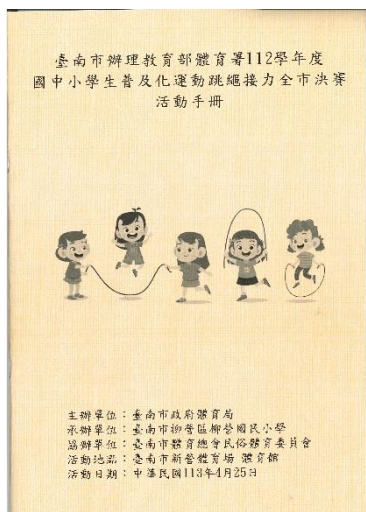 臺南市辦理教育部體育署112學年度
國中小學生普及化運動跳繩接力全市決賽
活動手冊
主辦單位：臺南市政府體育局
承辦單位：臺南市柳營區柳營國民小學
協辦單位：臺南市體育總會民俗體育委員會
活動地點：臺南市新營體育場 體育館
活動日期：中華民國113年4月25日